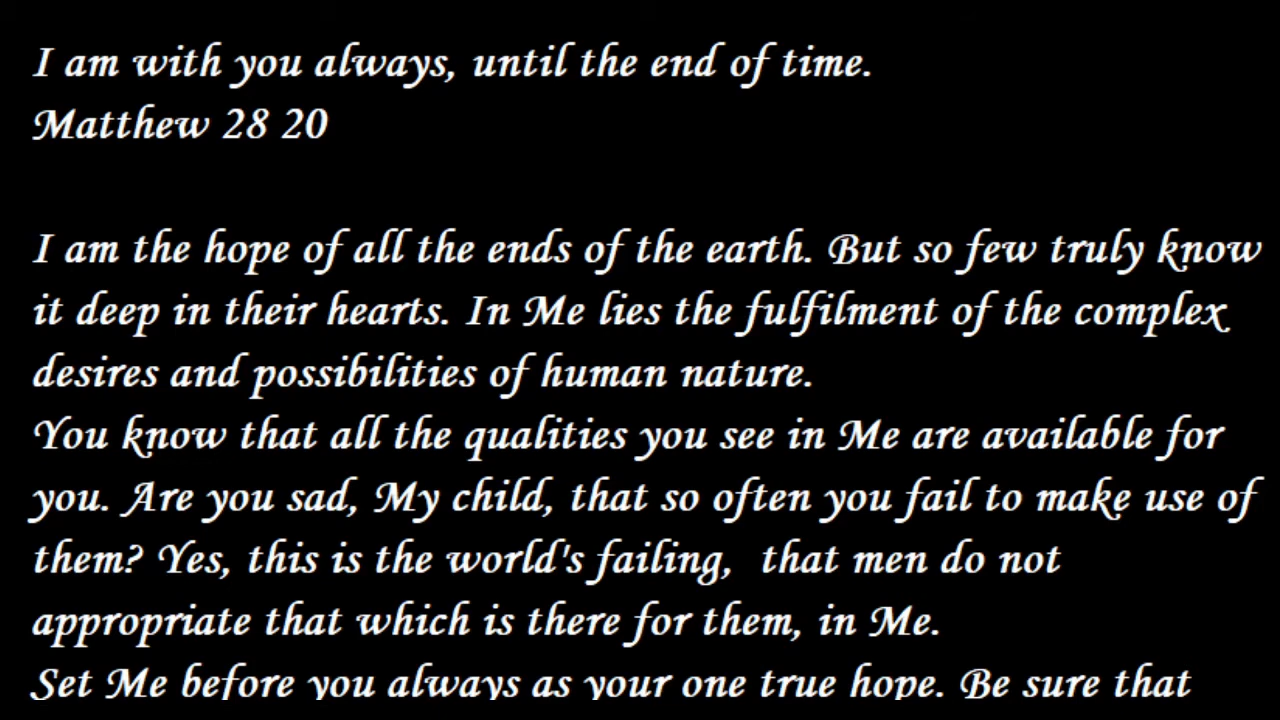 I am with you always, until the end of time.
Matthew 28 20
I am the hope of all the ends of the earth. But so few truly know
it deep in their hearts. In Me lies the fulfilment of the complex
desires and possibilities of human nature.
You know that all the qualities you see in Me are available for
you. Are you sad, My child, that so often you fail to make use of
them? Yes, this is the world's failing,  that men do not
appropriate that which is there for them, in Me.
Set Me before you always as your one true hope. Be sure that